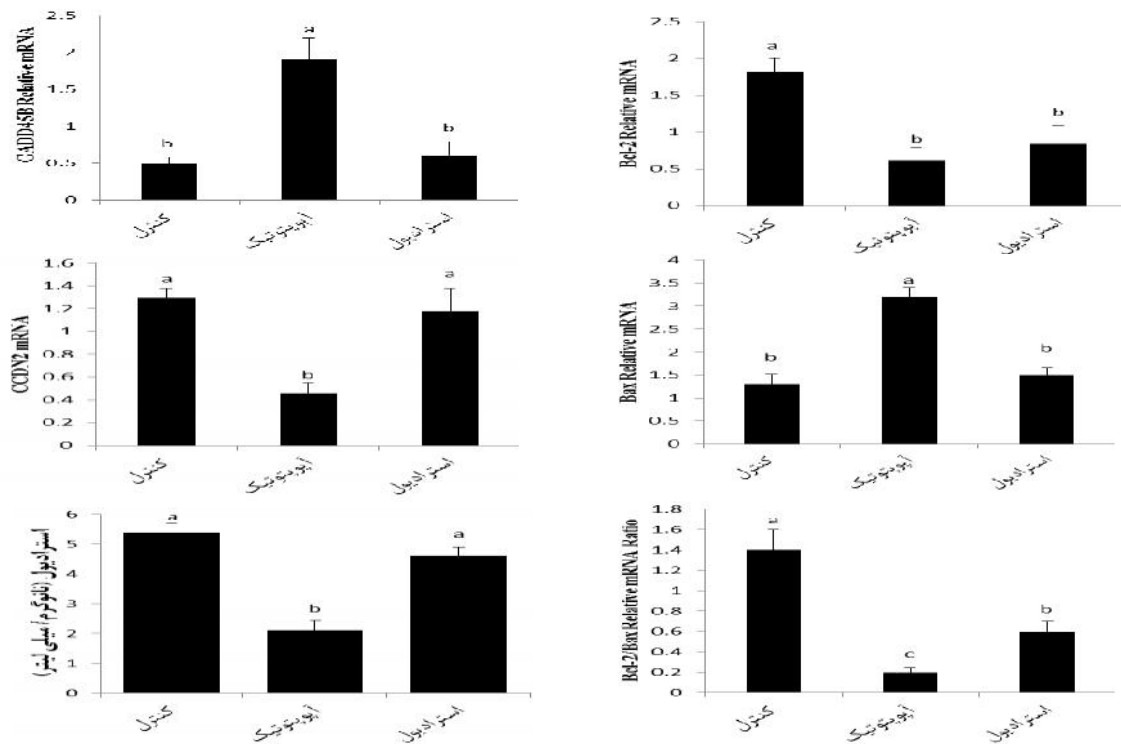 GADD45B Relative mRNA
2.5
2
1.5
1
0.5
0
a
b
b
کنترل
آپوپتوتیک
استرادیول
Bcl-2 Relative mRNA
2.5
2
1.5
1
0.5
0
a
b
b
کنترل
آپوپتوتیک
استرادیول
CCDN2 mRNA
1.6
1.4
1.2
1
0.8
0.6
0.4
0.2
0
a
b
a
کنترل
آپوپتوتیک
استرادیول
Bax Relative mRNA
4
3.5
3
2.5
2
1.5
1
0.5
0
b
a
b
کنترل
آپوپتوتیک
استرادیول
استرادیول (نانوگرم/میلی لیتر)
6
5
4
3
2
1
0
a
b
a
کنترل
آپوپتوتیک
استرادیول
Bcl-2/Bax Relative mRNA Ratio
1.8
1.6
1.4
1.2
1
0.8
0.6
0.4
0.2
0
a
c
b
کنترل
آپوپتوتیک
استرادیول